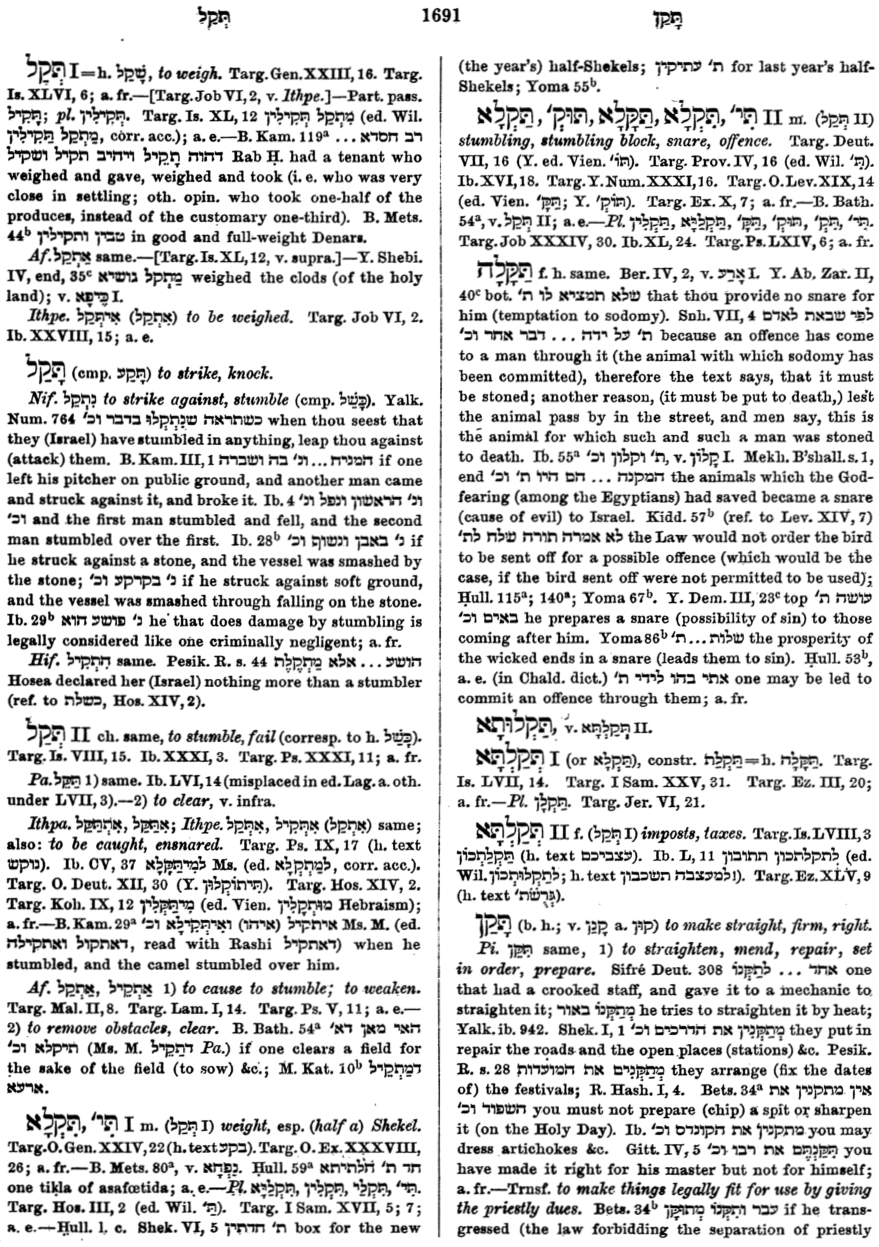 תְּקַל
1691
תָּקַן
תְּקַל I = h. שָׁקַל, to weigh. Targ. Gen. XXIII, 16. Targ.
Is. XLVI, 6; a. fr.—[Targ. Job VI, 2, v. Ithpe.]—Part. pass.
תְּקִיל; pl. תְּקִילִין. Targ. Is. XL, 12 מִתְקַל תְּקִילִין (ed. Wil.
מַתְקַל תַּקִילִין, corr. acc.); a. e.—B. Kam. 119ᵃ רב חסדא ...
דהוה תָּקֵיל ויהיב תקיל ושקיל Rab Ḥ. had a tenant who
weighed and gave, weighed and took (i. e. who was very
close in settling; oth. opin. who took one-half of the
produces, instead of the customary one-third). B. Mets.
44ᵇ טבין ותקילין in good and full-weight Denars.
Af. אַתְקֵל same.—[Targ. Is. XL, 12, v. supra.]—Y. Shebi.
IV, end, 35ᶜ מַתְקֵל גושיא weighed the clods (of the holy
land); v. כֵּיפָא I.
Ithpe. אִיתְּקֵל (אִתְקֵל) to be weighed. Targ. Job VI, 2.
Ib. XXVIII, 15; a. e.
תָּקַל (cmp. תָּקַע) to strike, knock.
Nif. נִתְקַל to strike against, stumble (cmp. כָּשַׁל). Yalk.
Num. 764 כשתראה שנִתְקְלוּ בדבר וכ׳ when thou seest that
they (Israel) have stumbled in anything, leap thou against
(attack) them. B. Kam. III, 1 המניח ... ונ׳ בה ושברה if one
left his pitcher on public ground, and another man came
and struck against it, and broke it. Ib. 4 ונ׳ הראשון ונפל ונ׳
וכ׳ and the first man stumbled and fell, and the second
man stumbled over the first. Ib. 28ᵇ נ׳ באבן ונשוף וכ׳ if
he struck against a stone, and the vessel was smashed by
the stone; נ׳ בקרקע וכ׳ if he struck against soft ground,
and the vessel was smashed through falling on the stone.
Ib. 29ᵇ נ׳ פושע הוא he that does damage by stumbling is
legally considered like one criminally negligent; a. fr.
Hif. הִתְקִיל same. Pesik. R. s. 44 הושע ... אלא מַתְקֶלֶת
Hosea declared her (Israel) nothing more than a stumbler
(ref. to כשלת, Hos. XIV, 2).
תְּקַל II ch. same, to stumble, fail (corresp. to h. כָּשַׁל).
Targ. Is. VIII, 15. Ib. XXXI, 3. Targ. Ps. XXXI, 11; a. fr.
Pa. תַּקֵּל 1) same. Ib. LVI, 14 (misplaced in ed. Lag. a. oth.
under LVII, 3).—2) to clear, v. infra.
Ithpa. אִתַּקַּל, אִתְּתַקַּל; Ithpe. אִתְּקֵיל, אִתְּקֵל (אִתְקֵל) same;
also: to be caught, ensnared. Targ. Ps. IX, 17 (h. text
נוקש). Ib. CV, 37 לְמִיתַּקְּלָא Ms. (ed. לְמַתְקְלָא, corr. acc.).
Targ. O. Deut. XII, 30 (Y. תִּיתּוֹקְלוּן). Targ. Hos. XIV, 2.
Targ. Koh. IX, 12 מִיתַּקְּלִין (ed. Vien. מוּתְקָלִין Hebraism);
a. fr.—B. Kam. 29ᵃ איתקיל (איהו) ואִיתְּקִילָא וכ׳ Ms. M. (ed.
דאתקול ואתקילה, read with Rashi דאתקיל) when he
stumbled, and the camel stumbled over him.
Af. אַתְקֵל, אַתְקֵיל 1) to cause to stumble; to weaken.
Targ. Mal. II, 8. Targ. Lam. I, 14. Targ. Ps. V, 11; a. e.—
2) to remove obstacles, clear. B. Bath. 54ᵃ האי מאן דא׳
תיקלא וכ׳ (Ms. M. דתַקֵּיל Pa.) if one clears a field for
the sake of the field (to sow) &c.; M. Kat. 10ᵇ דמַתְקִיל
ארעא.
תִּקְלָא, תִּי׳ I m. (תְּקַל I) weight, esp. (half a) Shekel.
Targ. O. Gen. XXIV, 22 (h. text בקע). Targ. O. Ex. XXXVIII,
26; a. fr.—B. Mets. 80ᵃ, v. נַפְחָא. Ḥull. 59ᵃ חד ת׳ חלתיתא
one tikla of asafœtida; a. e.—Pl. תִּקְלַיָּא, תִּקְלִין, תִּקְלֵי, תִּי׳.
Targ. Hos. III, 2 (ed. Wil. תַּ׳). Targ. I Sam. XVII, 5; 7;
a. e.—Ḥull. l. c. Shek. VI, 5 ת׳ חדתין box for the new
(the year's) half-Shekels; ת׳ עתיקין for last year's half-
Shekels; Yoma 55ᵇ.
תַּקְלָא, תּוּק׳, תַּקָּלָא, תִּקְלָא, תִּי׳ II m. (תְּקַל II)
stumbling, stumbling block, snare, offence. Targ. Deut.
VII, 16 (Y. ed. Vien. תּוֹ׳). Targ. Prov. IV, 16 (ed. Wil. תַּ׳).
Ib. XVI, 18. Targ. Y. Num. XXXI, 16. Targ. O. Lev. XIX, 14
(ed. Vien. תַּקָּ׳; Y. תּוֹק׳). Targ. Ex. X, 7; a. fr.—B. Bath.
54ᵃ, v. תְּקַל II; a. e.—Pl. תַּקְלַיָּא, תַּקְלִין, תַּקָּ׳, תּוּק׳, תִּק׳, תִּי׳.
Targ. Job XXXIV, 30. Ib. XL, 24. Targ. Ps. LXIV, 6; a. fr.
תַּקָּלָה f. h. same. Ber. IV, 2, v. אָרַע I. Y. Ab. Zar. II,
40ᶜ bot. שלא תמציא לו ת׳ that thou provide no snare for
him (temptation to sodomy). Snh. VII, 4 לפי שבאת לאדם
ת׳ על ידה ... דבר אחר וכ׳ because an offence has come
to a man through it (the animal with which sodomy has
been committed), therefore the text says, that it must
be stoned; another reason, (it must be put to death,) lest
the animal pass by in the street, and men say, this is
the animal for which such and such a man was stoned
to death. Ib. 55ᵃ ת׳ וקלון וכ׳, v. קָלוֹן I. Mekh. B'shall. s. 1,
end המקנה ... הם היו ת׳ וכ׳ the animals which the God-
fearing (among the Egyptians) had saved became a snare
(cause of evil) to Israel. Kidd. 57ᵇ (ref. to Lev. XIV, 7)
לא אמרה תורה שלח לת׳ the Law would not order the bird
to be sent off for a possible offence (which would be the
case, if the bird sent off were not permitted to be used);
Ḥull. 115ᵃ; 140ᵃ; Yoma 67ᵇ. Y. Dem. III, 23ᶜ top עושה ת׳
באים וכ׳ he prepares a snare (possibility of sin) to those
coming after him. Yoma 86ᵇ שלות ... ת׳ the prosperity of
the wicked ends in a snare (leads them to sin). Ḥull. 53ᵇ,
a. e. (in Chald. dict.) אתי בהו לידי ת׳ one may be led to
commit an offence through them; a. fr.
תַּקְלוּתָא, v. תִּקַלְתָּא II.
תַּקַלְתָּא I (or תַּקָּלָא), constr. תַּקָּלַת = h. תַּקָּלָה. Targ.
Is. LVII, 14. Targ. I Sam. XXV, 31. Targ. Ez. III, 20;
a. fr.—Pl. תַּקְלָן. Targ. Jer. VI, 21.
תִּקַלְתָּא II f. (תְּקַל I) imposts, taxes. Targ. Is. LVIII, 3
תִּקַלְתְכוֹן (h. text עצביכם). Ib. L, 11 לתקלתכון תתובון (ed.
Wil. לְתַקְלוּתְכוֹן; h. text למעצבה תשכבון!). Targ. Ez. XLV, 9
(h. text גְּרֻשֹׁת׳).
תָּקַן (b. h.; v. קָנַן a. קוּן) to make straight, firm, right.
Pi. תִּקֵּן same, 1) to straighten, mend, repair, set
in order, prepare. Sifré Deut. 308 אחד ... לְתַקְּנוֹ one
that had a crooked staff, and gave it to a mechanic to
straighten it; מְתַקְּנוֹ באור he tries to straighten it by heat;
Yalk. ib. 942. Shek. I, 1 מְתַקְּנִין את הדרכים וכ׳ they put in
repair the roads and the open places (stations) &c. Pesik.
R. s. 28 מְתַקְּנִים את המועדות they arrange (fix the dates
of) the festivals; R. Hash. I, 4. Bets. 34ᵃ אין מתקנין את
השפוד וכ׳ you must not prepare (chip) a spit or sharpen
it (on the Holy Day). Ib. מתקנין את הקונדס וכ׳ you may
dress artichokes &c. Gitt. IV, 5 תִּקַּנְתֶּם את רבו וכ׳ you
have made it right for his master but not for himself;
a. fr.—Trnsf. to make things legally fit for use by giving
the priestly dues. Bets. 34ᵇ עבר ותִקְּנוֹ מְתוּקָּן if he trans-
gressed (the law forbidding the separation of priestly